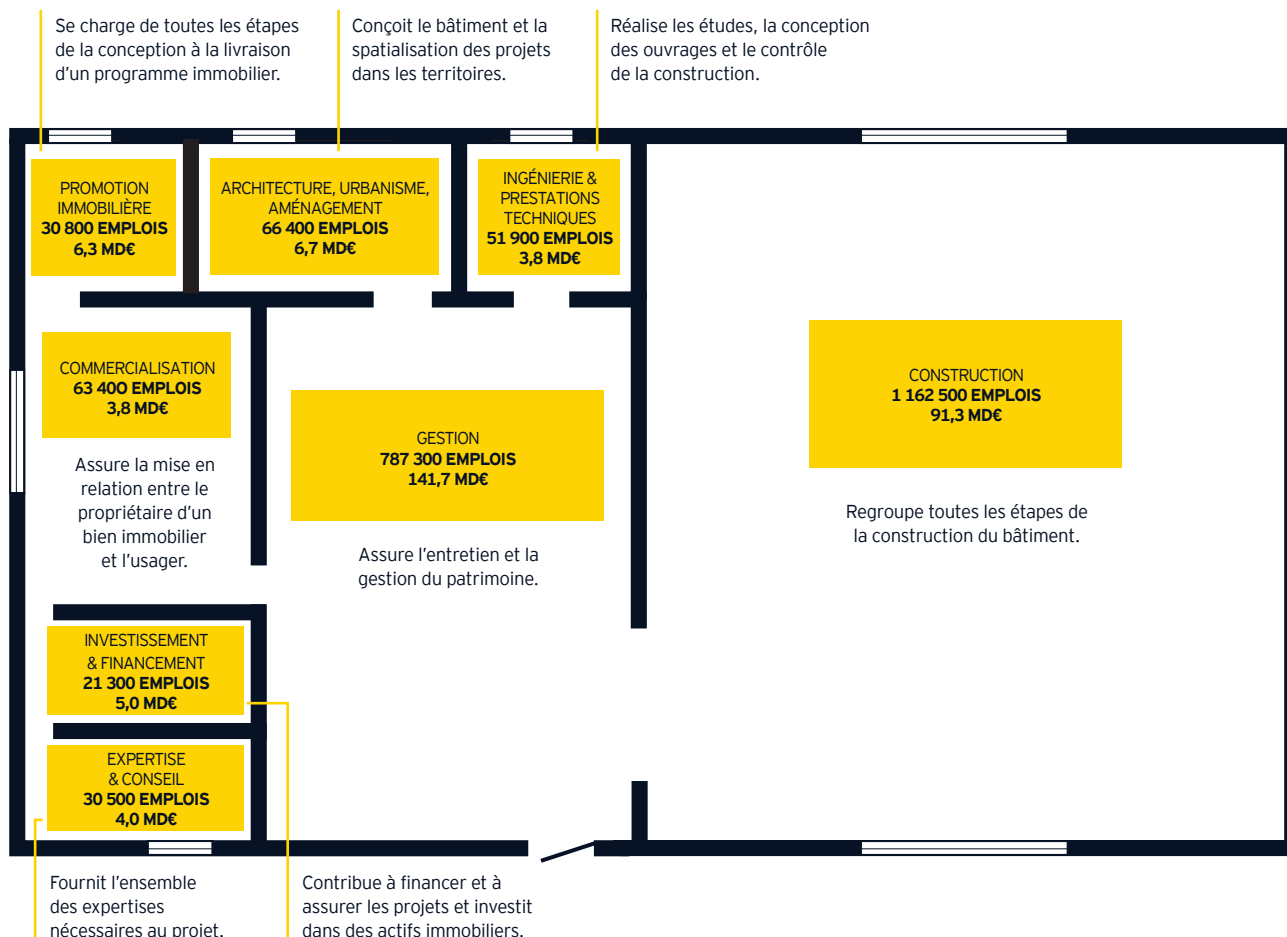 Se charge de toutes les étapes
de la conception à la livraison
d’un programme immobilier.
Conçoit le bâtiment et la
spatialisation des projets
dans les territoires.
Réalise les études, la conception
des ouvrages et le contrôle
de la construction.
PROMOTION
IMMOBILIÈRE
30 800 EMPLOIS
6,3 MD€
ARCHITECTURE, URBANISME,
AMÉNAGEMENT
66 400 EMPLOIS
6,7 MD€
INGÉNIERIE &
PRESTATIONS
TECHNIQUES
51 900 EMPLOIS
3,8 MD€
COMMERCIALISATION
63 400 EMPLOIS
3,8 MD€
Assure la mise en
relation entre le
propriétaire d’un
bien immobilier
et l’usager.
GESTION
787 300 EMPLOIS
141,7 MD€
Assure l’entretien et la
gestion du patrimoine.
CONSTRUCTION
1 162 500 EMPLOIS
91,3 MD€
Regroupe toutes les étapes de
la construction du bâtiment.
INVESTISSEMENT
& FINANCEMENT
21 300 EMPLOIS
5,0 MD€
EXPERTISE
& CONSEIL
30 500 EMPLOIS
4,0 MD€
Fournit l’ensemble
des expertises
nécessaires au projet.
Contribue à financer et à
assurer les projets et investit
dans des actifs immobiliers.